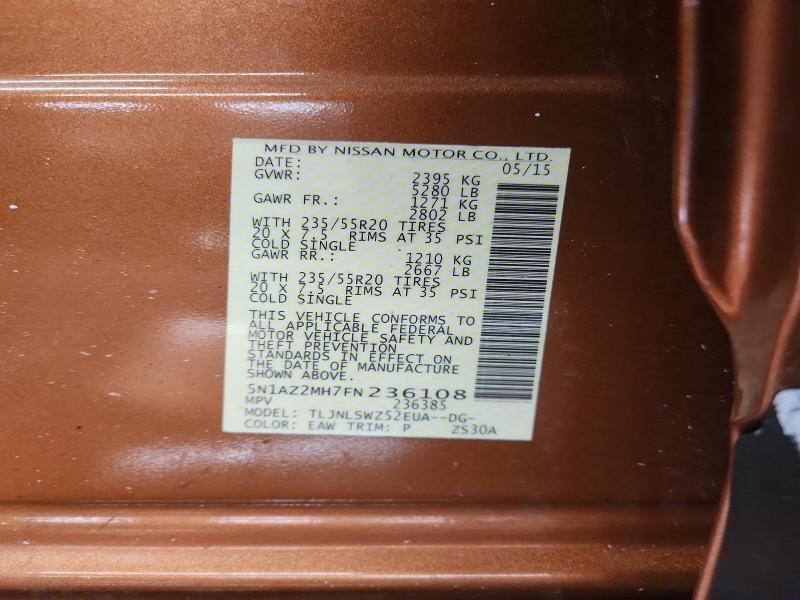 MFD BY NISSAN MOTOR CO., LTD.
DATE: 05/15
GVWR: 2395 KG
5280 LB
GAWR FR.: 1271 KG
2802 LB
WITH 235/55R20 TIRES
20 X 7.5 RIMS AT 35 PSI
COLD SINGLE
GAWR RR.: 1210 KG
2667 LB
WITH 235/55R20 TIRES
20 X 7.5 RIMS AT 35 PSI
COLD SINGLE
THIS VEHICLE CONFORMS TO
ALL APPLICABLE FEDERAL
MOTOR VEHICLE SAFETY AND
THEFT PREVENTION
STANDARDS IN EFFECT ON
THE DATE OF MANUFACTURE
SHOWN ABOVE.
5N1AZ2MH7FN236108
MPV 236385
MODEL: TLJNLSWZ52EUA--DG-
COLOR: EAW TRIM: P ZS30A